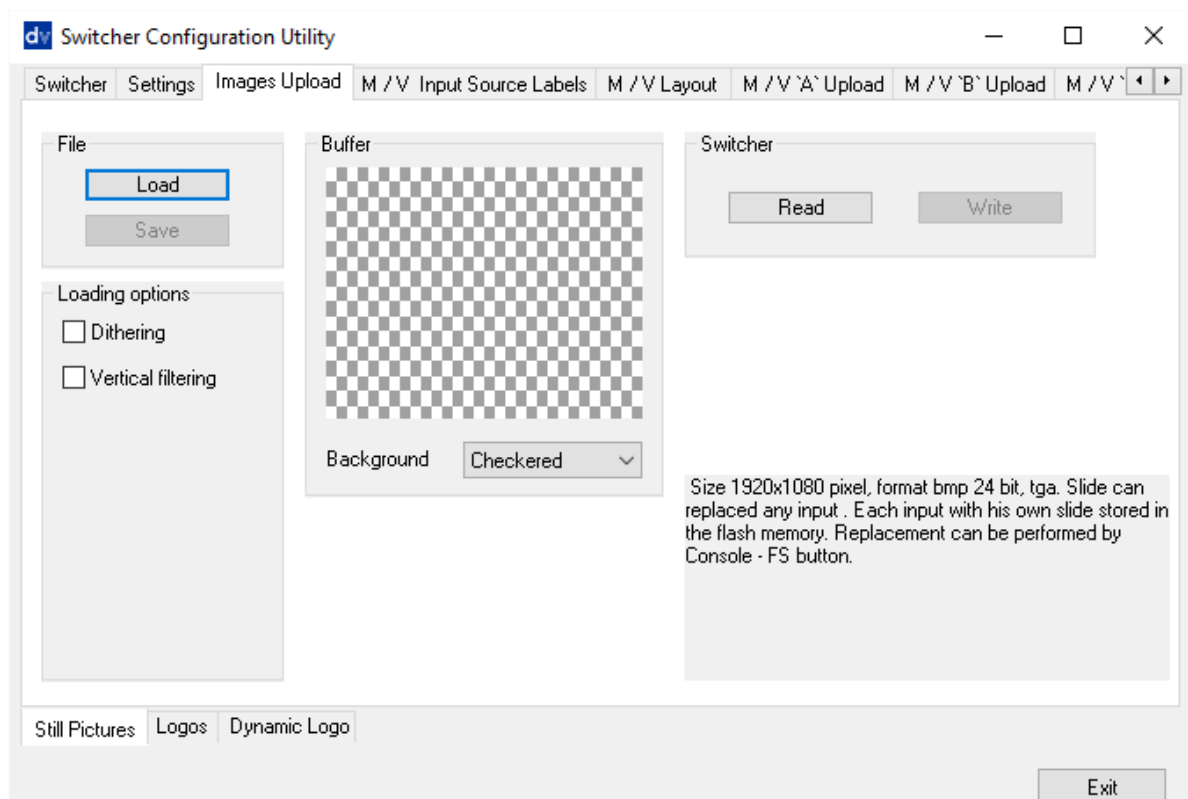 dv Switcher Configuration Utility
Switcher Settings Images Upload M / V Input Source Labels M / V Layout M / V `A` Upload M / V `B` Upload M / V `
File
Load
Save
Loading options
Dithering
Vertical filtering
Buffer
Background Checkered
Switcher
Read Write
Size 1920x1080 pixel, format bmp 24 bit, tga. Slide can
replaced any input . Each input with his own slide stored in
the flash memory. Replacement can be performed by
Console - FS button.
Still Pictures Logos Dynamic Logo
Exit